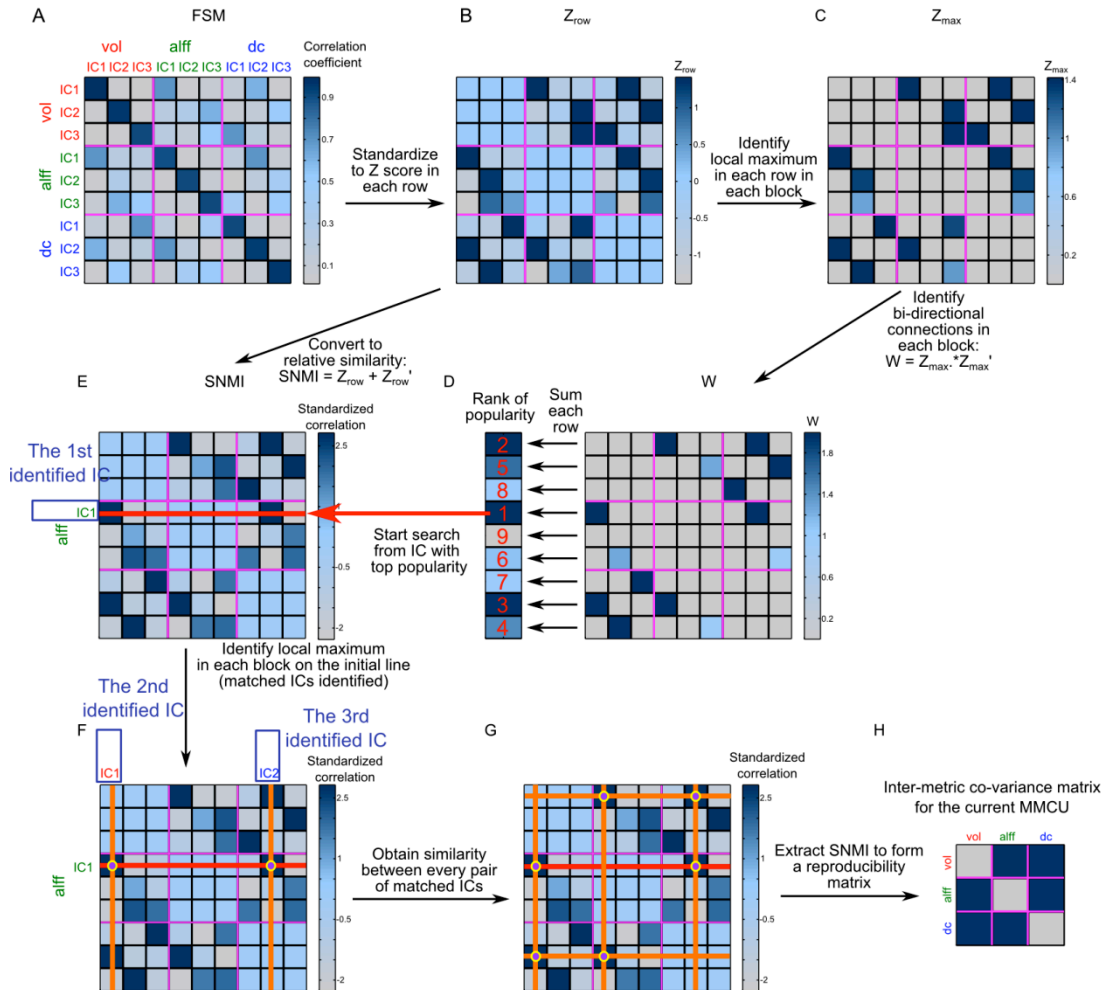 A
FSM
B
Z_row
C
Z_max
vol alff dc
IC1 IC2 IC3 IC1 IC2 IC3 IC1 IC2 IC3
Correlation
coefficient
0.9
0.7
0.5
0.3
0.1
vol
IC1
IC2
IC3
alff
IC1
IC2
IC3
dc
IC1
IC2
IC3
Standardize
to Z score in
each row
Z_row
1
0.5
0
-0.5
-1
Identify
local maximum
in each row in
each block
Z_max
1.4
1
0.6
0.2
Convert to
relative similarity:
SNMI = Z_row + Z_row'
Identify
bi-directional
connections in
each block:
W = Z_max.*Z_max'
E
SNMI
D
W
Standardized
correlation
2.5
1
-0.5
-2
Rank of
popularity
Sum
each
row
2
5
8
1
9
6
7
3
4
W
1.8
1.4
1
0.6
0.2
The 1st
identified IC
IC1
alff
Start search
from IC with
top popularity
Identify local maximum
in each block on the initial line
(matched ICs identified)
The 2nd
identified IC
The 3rd
identified IC
F
IC1
IC2
Standardized
correlation
2.5
1
-0.5
-2
alff
IC1
Obtain similarity
between every pair
of matched ICs
G
Standardized
correlation
2.5
1
-0.5
-2
Extract SNMI to form
a reproducibility
matrix
H
Inter-metric co-variance matrix
for the current MMCU
vol alff dc
vol
alff
dc